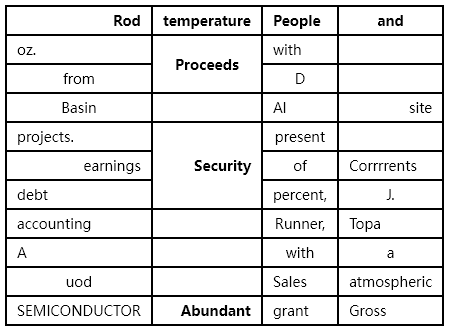 Rod temperature People and
oz. Proceeds with
from D
Basin AI site
projects. Security present
earnings of Corrrrents
debt percent, J.
accounting Runner, Topa
A with a
uod Sales atmospheric
SEMICONDUCTOR Abundant grant Gross